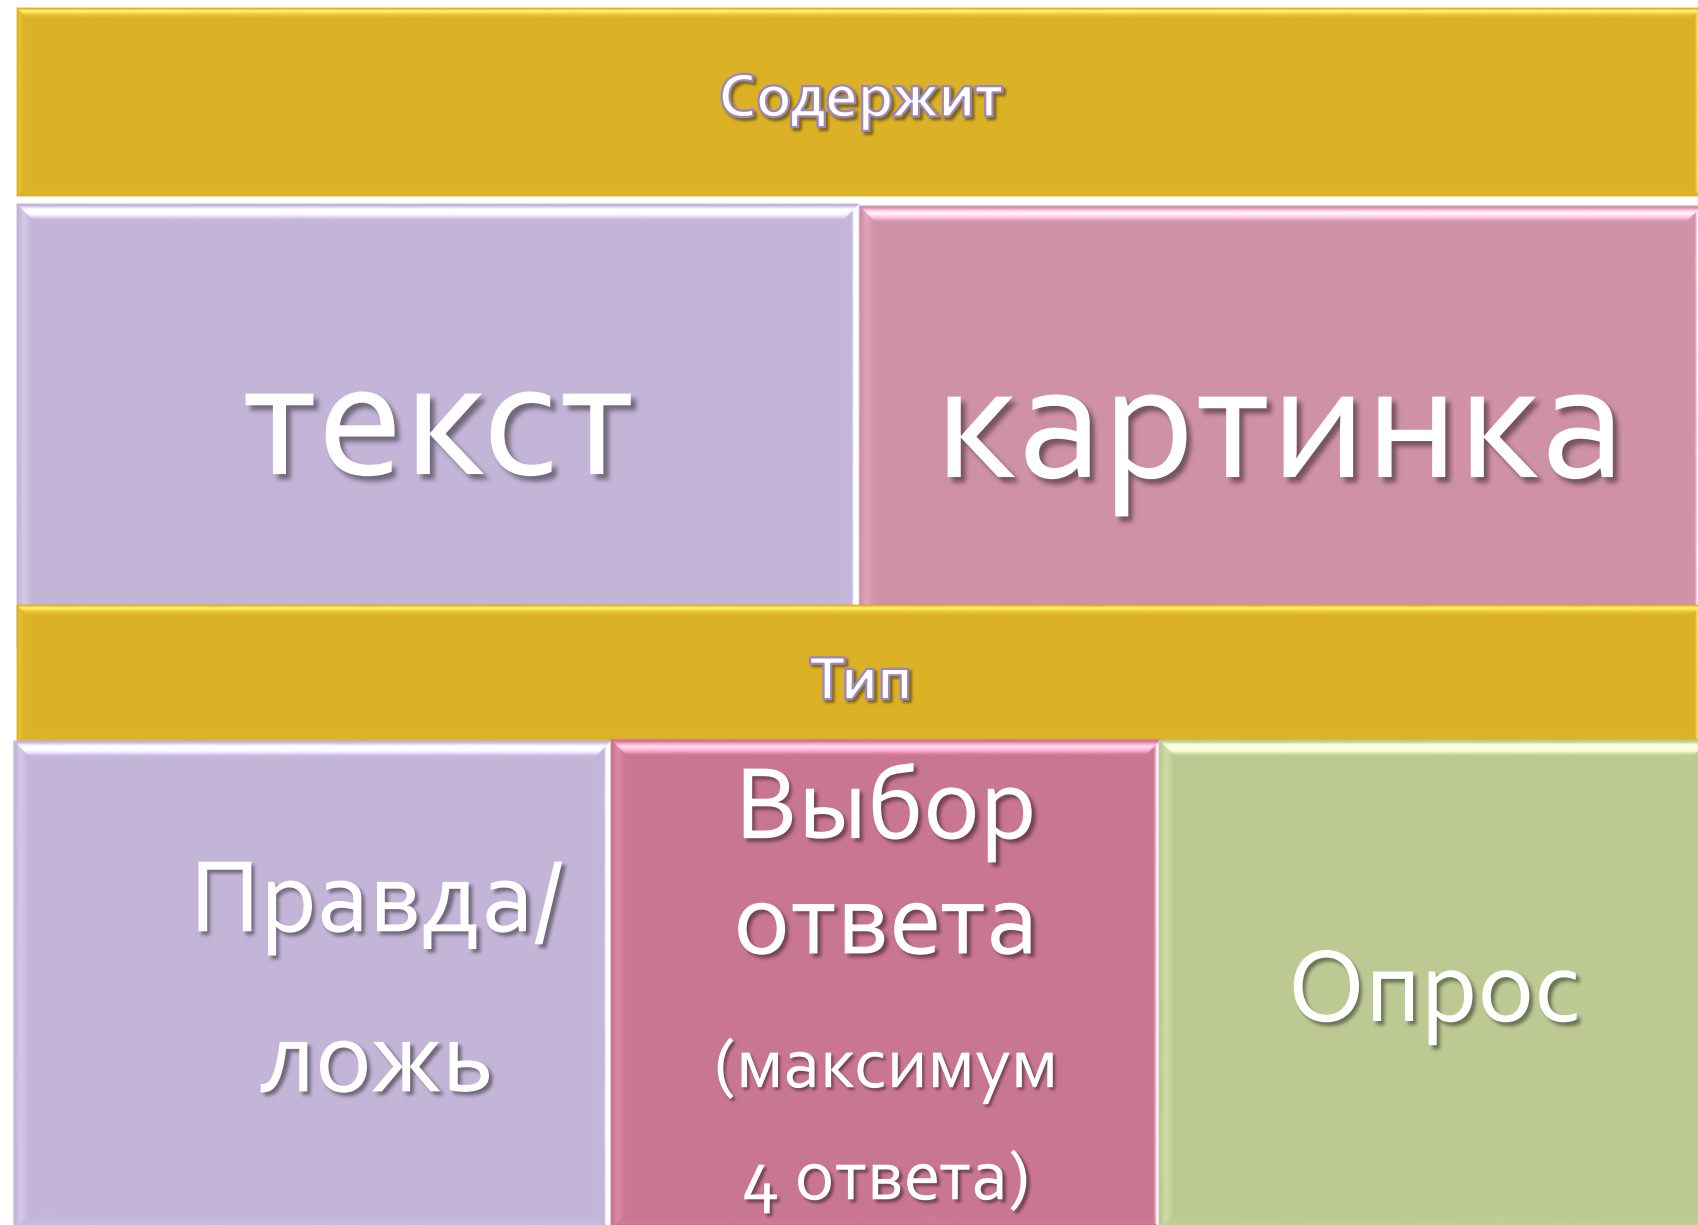 Содержит
текст
картинка
Тип
Правда/
ложь
Выбор
ответа
(максимум
4 ответа)
Опрос